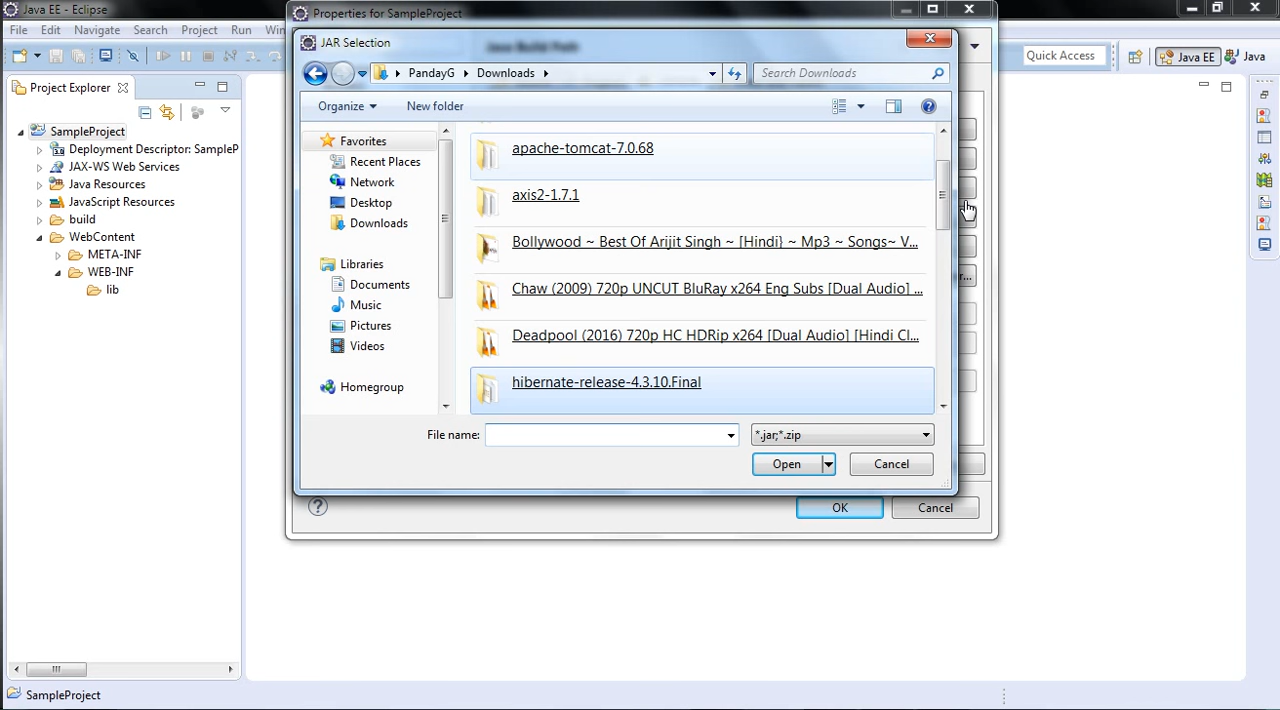 Java EE - Eclipse
Properties for SampleProject
File Edit Navigate Search Project Run
JAR Selection
Quick Access
Java EE
Java
PandayG
Downloads
Search Downloads
Project Explorer
Organize
New folder
SampleProject
Deployment Descriptor: SampleP
JAX-WS Web Services
Java Resources
JavaScript Resources
build
WebContent
META-INF
WEB-INF
lib
Favorites
Recent Places
Network
Desktop
Downloads
Libraries
Documents
Music
Pictures
Videos
Homegroup
apache-tomcat-7.0.68
axis2-1.7.1
Bollywood ~ Best Of Arijit Singh ~ [Hindi} ~ Mp3 ~ Songs~ V...
Chaw (2009) 720p UNCUT BluRay x264 Eng Subs [Dual Audio] ...
Deadpool (2016) 720p HC HDRip x264 [Dual Audio] [Hindi Cl...
hibernate-release-4.3.10.Final
File name:
*.jar;*.zip
Open
Cancel
OK
Cancel
SampleProject